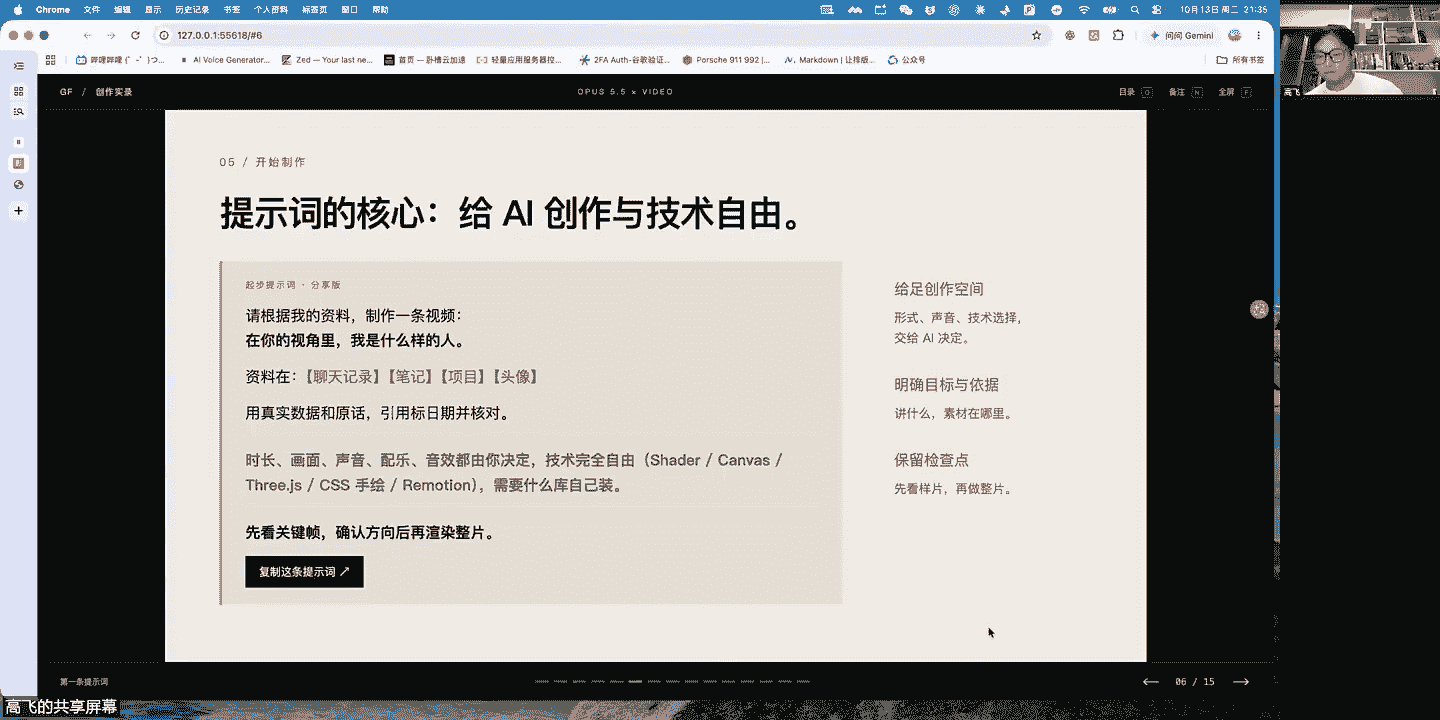 Chrome 文件 编辑 显示 历史记录 书签 个人资料 标签页 窗口 帮助
10月13日 周二 21:35
127.0.0.1:55618/#6
问问 Gemini
哔哩哔哩 (゜-゜)つ...
AI Voice Generator...
Zed — Your last ne...
首页 — 卧槽云加速
轻量应用服务器控...
2FA Auth-谷歌验证...
Porsche 911 992 |...
Markdown | 让排版...
公众号
所有书签
GF / 创作实录
OPUS 5.5 × VIDEO
目录 O 备注 N 全屏 F
高飞
05 / 开始制作
提示词的核心：给 AI 创作与技术自由。
起步提示词 · 分享版
请根据我的资料，制作一条视频：
在你的视角里，我是什么样的人。
资料在：【聊天记录】【笔记】【项目】【头像】
用真实数据和原话，引用标日期并核对。
时长、画面、声音、配乐、音效都由你决定，技术完全自由（Shader / Canvas /
Three.js / CSS 手绘 / Remotion），需要什么库自己装。
先看关键帧，确认方向后再渲染整片。
复制这条提示词 ↗
给足创作空间
形式、声音、技术选择，
交给 AI 决定。
明确目标与依据
讲什么，素材在哪里。
保留检查点
先看样片，再做整片。
第一条提示词
← 06 / 15 →
高飞的共享屏幕